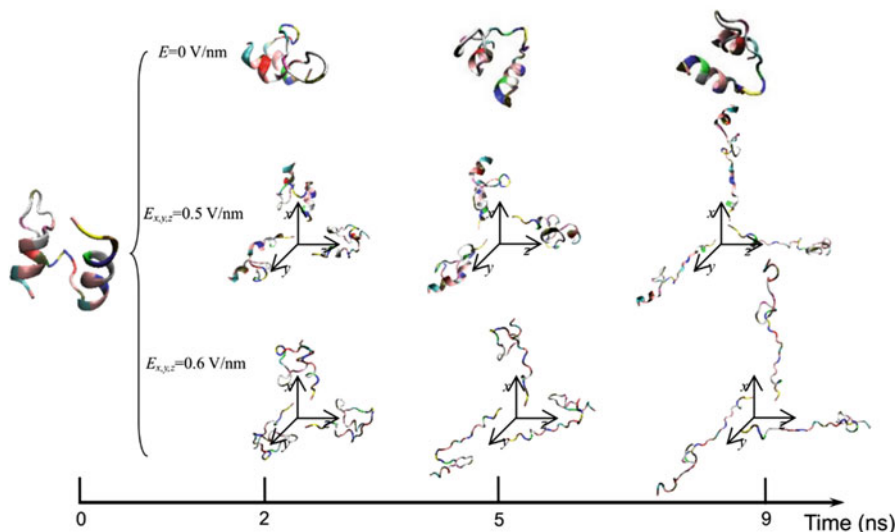 E=0 V/nm
Ex,y,z=0.5 V/nm
x x x
z z z
y y y
Ex,y,z=0.6 V/nm
x x x
y y y
0 2 5 9
Time (ns)